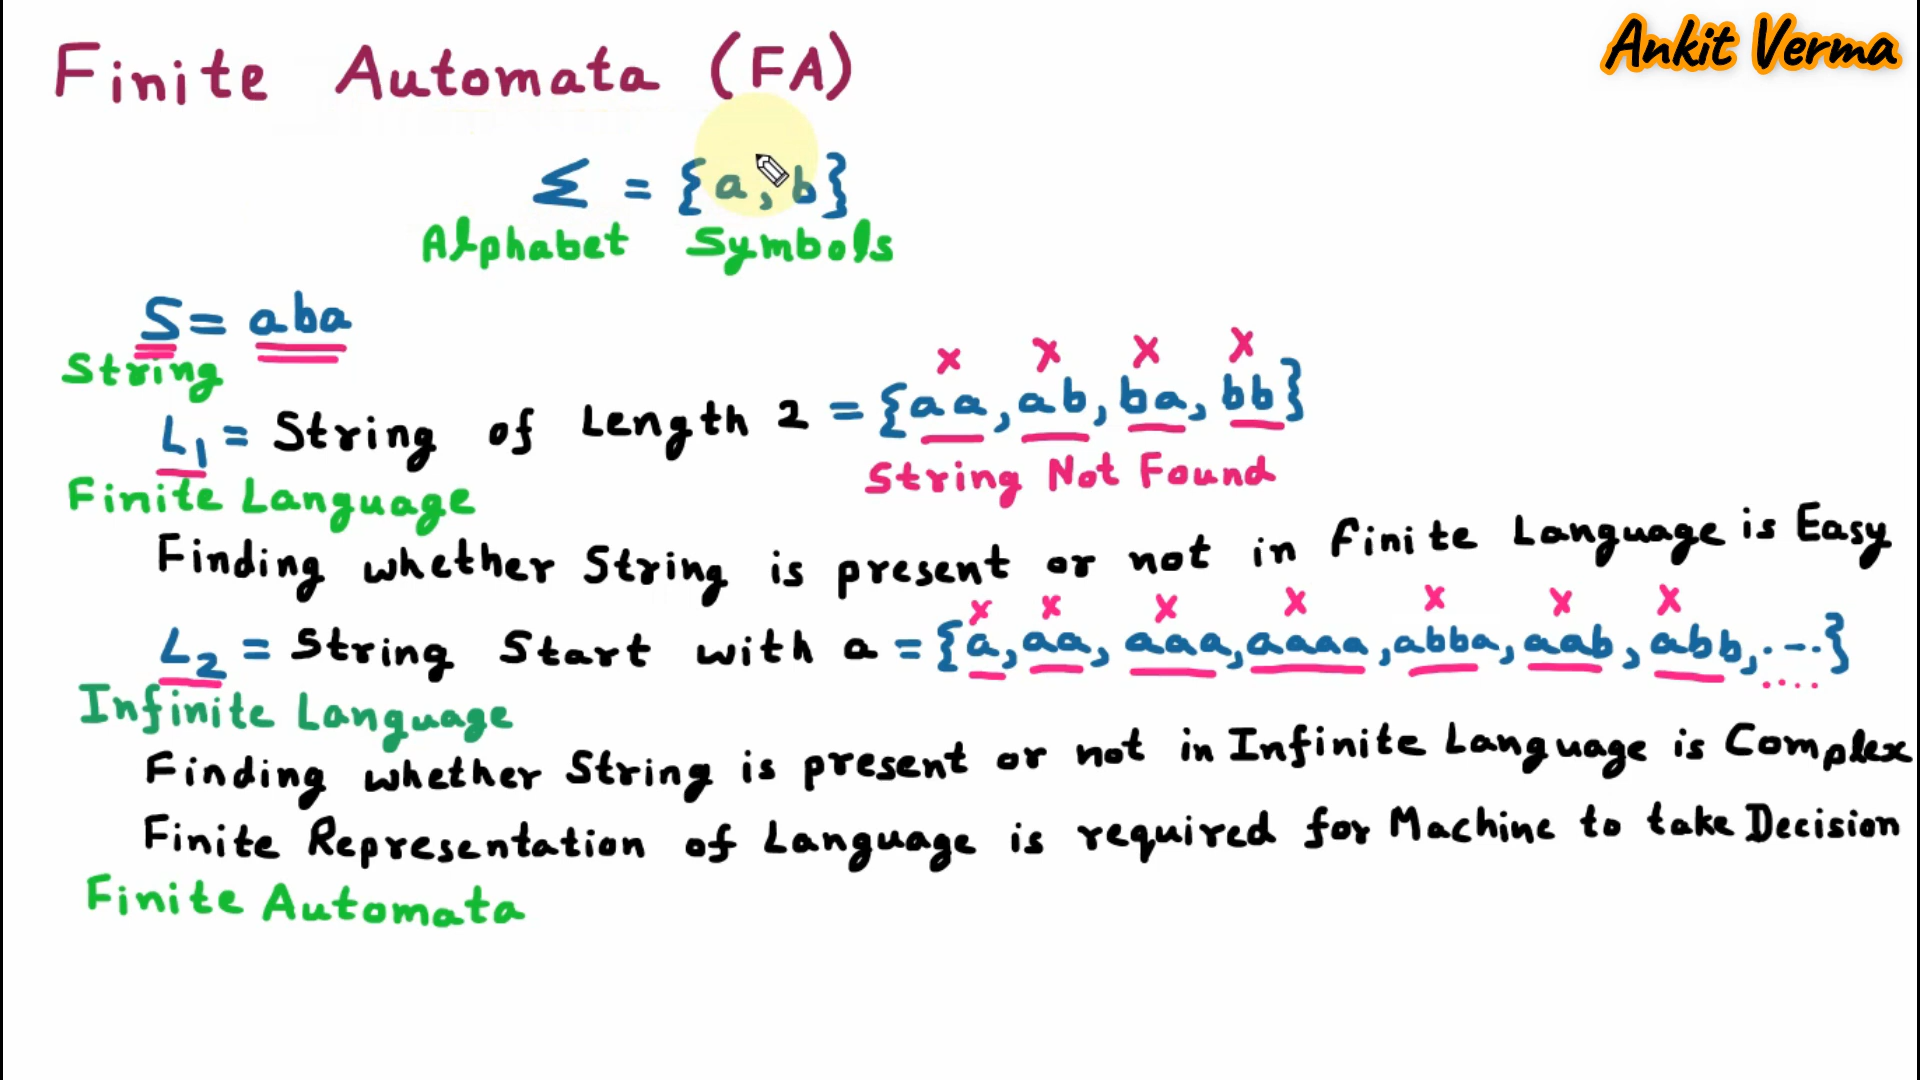 Ankit Verma
Finite Automata (FA)
Σ = {a, b}
Alphabet Symbols
S = aba
String
x x x x
L1 = String of Length 2 = {aa, ab, ba, bb}
String Not Found
Finite Language
Finding whether String is present or not in finite Language is Easy
x x x x x x x
L2 = String Start with a = {a, aa, aaa, aaaa, abba, aab, abb, ....}
Infinite Language
Finding whether String is present or not in Infinite Language is Complex
Finite Representation of Language is required for Machine to take Decision
Finite Automata